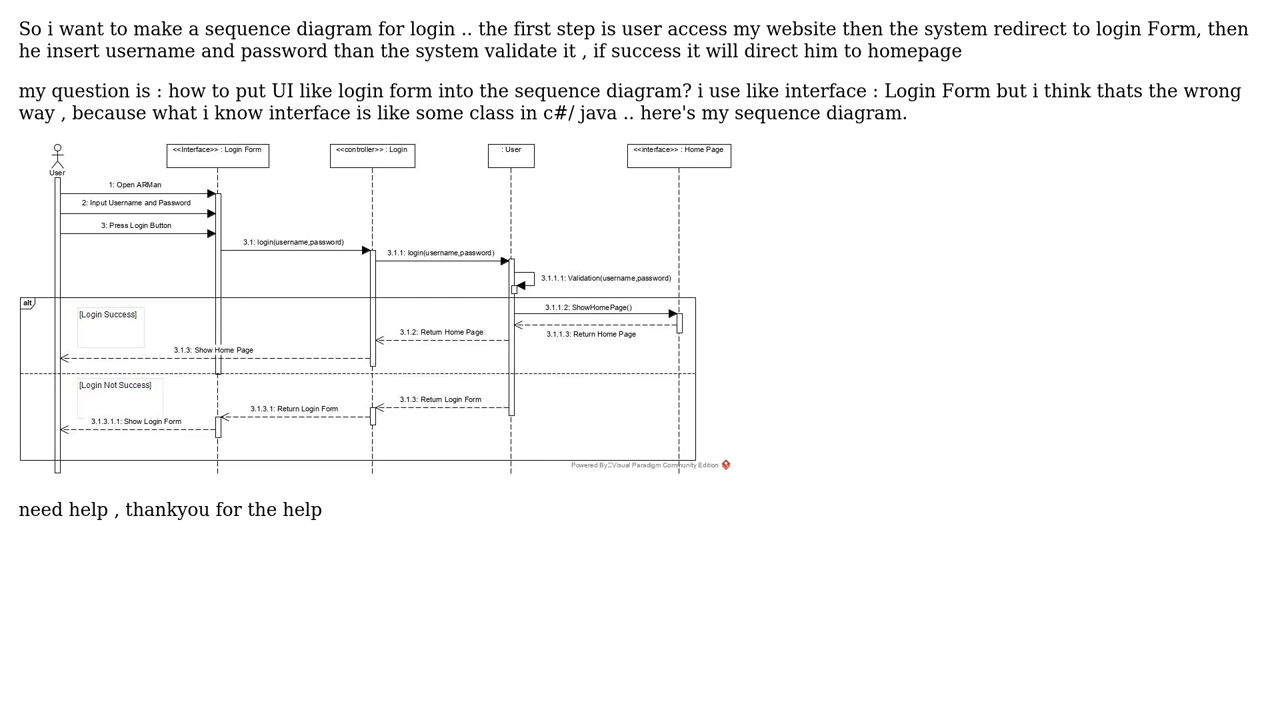 So i want to make a sequence diagram for login .. the first step is user access my website then the system redirect to login Form, then
he insert username and password than the system validate it , if success it will direct him to homepage
my question is : how to put UI like login form into the sequence diagram? i use like interface : Login Form but i think thats the wrong
way , because what i know interface is like some class in c#/ java .. here's my sequence diagram.
<<Interface>> : Login Form
<<controller>> : Login
: User
<<interface>> : Home Page
User
1: Open ARMan
2: Input Username and Password
3: Press Login Button
3.1: login(username,password)
3.1.1: login(username,password)
3.1.1.1: Validation(username,password)
alt
[Login Success]
3.1.1.2: ShowHomePage()
3.1.1.3: Return Home Page
3.1.2: Return Home Page
3.1.3: Show Home Page
[Login Not Success]
3.1.3: Return Login Form
3.1.3.1: Return Login Form
3.1.3.1.1: Show Login Form
Powered By Visual Paradigm Community Edition
need help , thankyou for the help